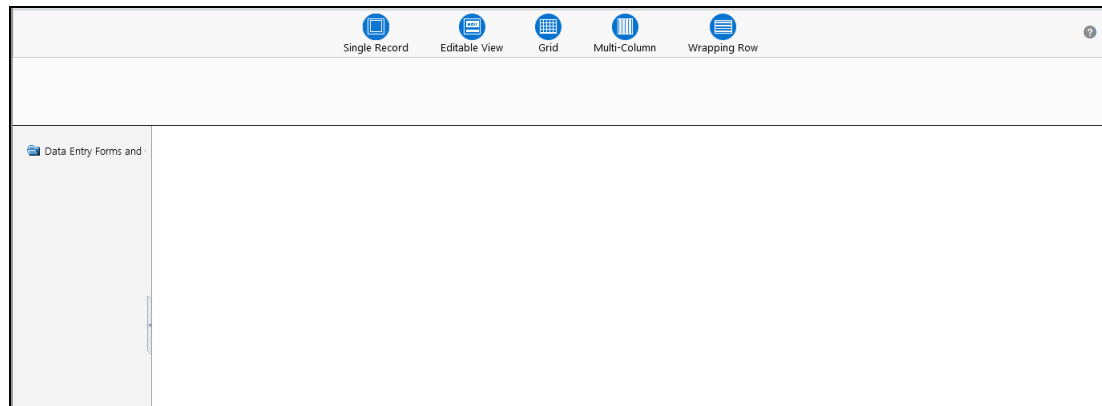 Single Record Editable View Grid Multi-Column Wrapping Row
Data Entry Forms and